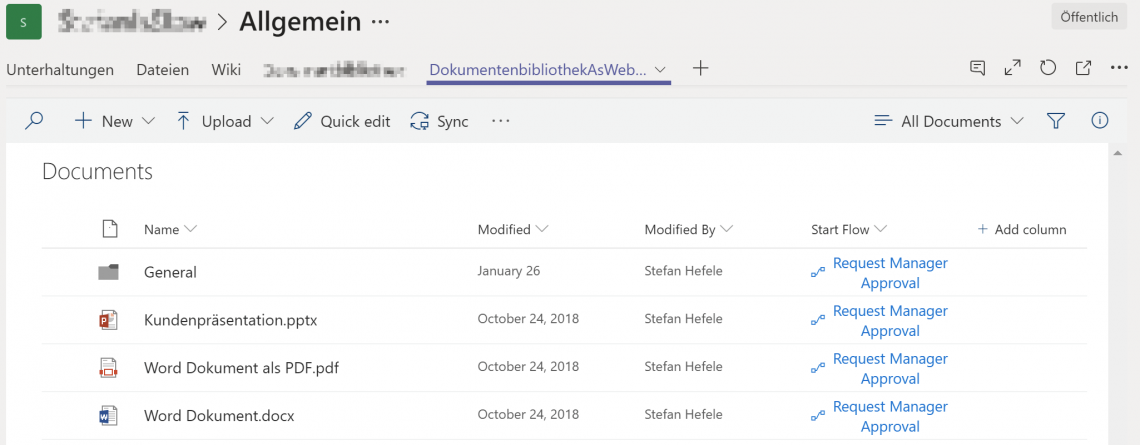 S > Allgemein ···
Öffentlich
Unterhaltungen Dateien Wiki DokumentenbibliothekAsWeb...
New Upload Quick edit Sync ··· All Documents
Documents
Name Modified Modified By Start Flow + Add column
General January 26 Stefan Hefele Request Manager
Approval
Kundenpräsentation.pptx October 24, 2018 Stefan Hefele Request Manager
Approval
Word Dokument als PDF.pdf October 24, 2018 Stefan Hefele Request Manager
Approval
Word Dokument.docx October 24, 2018 Stefan Hefele Request Manager
Approval